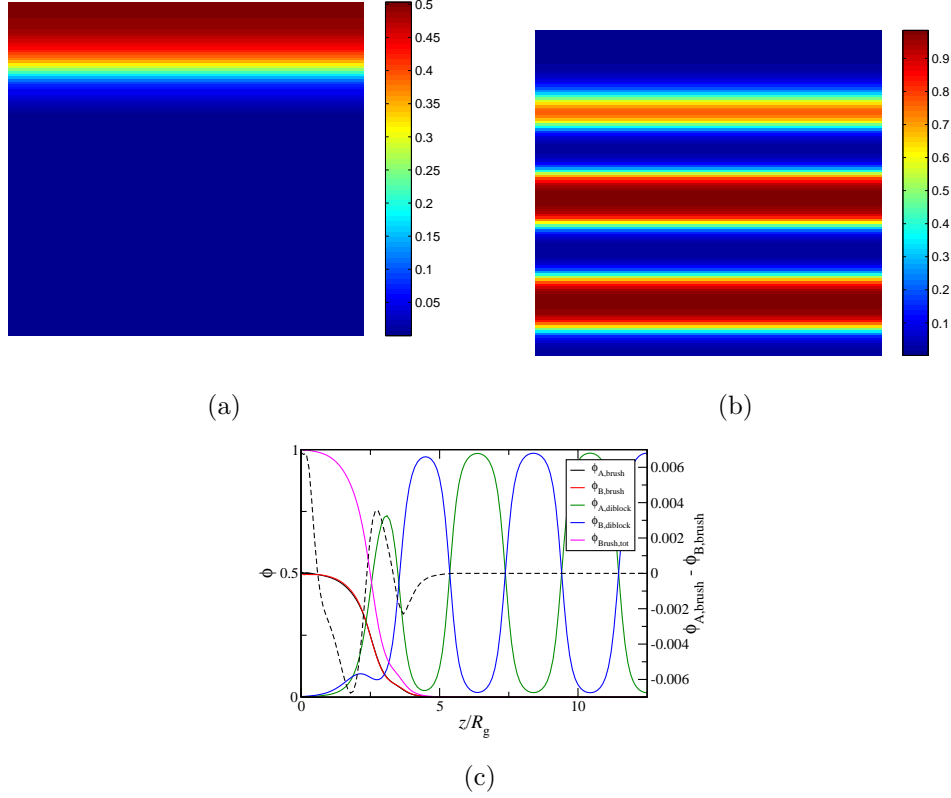 0.5
0.45
0.4
0.35
0.3
0.25
0.2
0.15
0.1
0.05
(a)
0.9
0.8
0.7
0.6
0.5
0.4
0.3
0.2
0.1
(b)
1
0.5
0
ϕ
0
5
10
z/R_g
ϕ_A,brush
ϕ_B,brush
ϕ_A,diblock
ϕ_B,diblock
ϕ_Brush,tot
0.006
0.004
0.002
0
-0.002
-0.004
-0.006
ϕ_A,brush - ϕ_B,brush
(c)